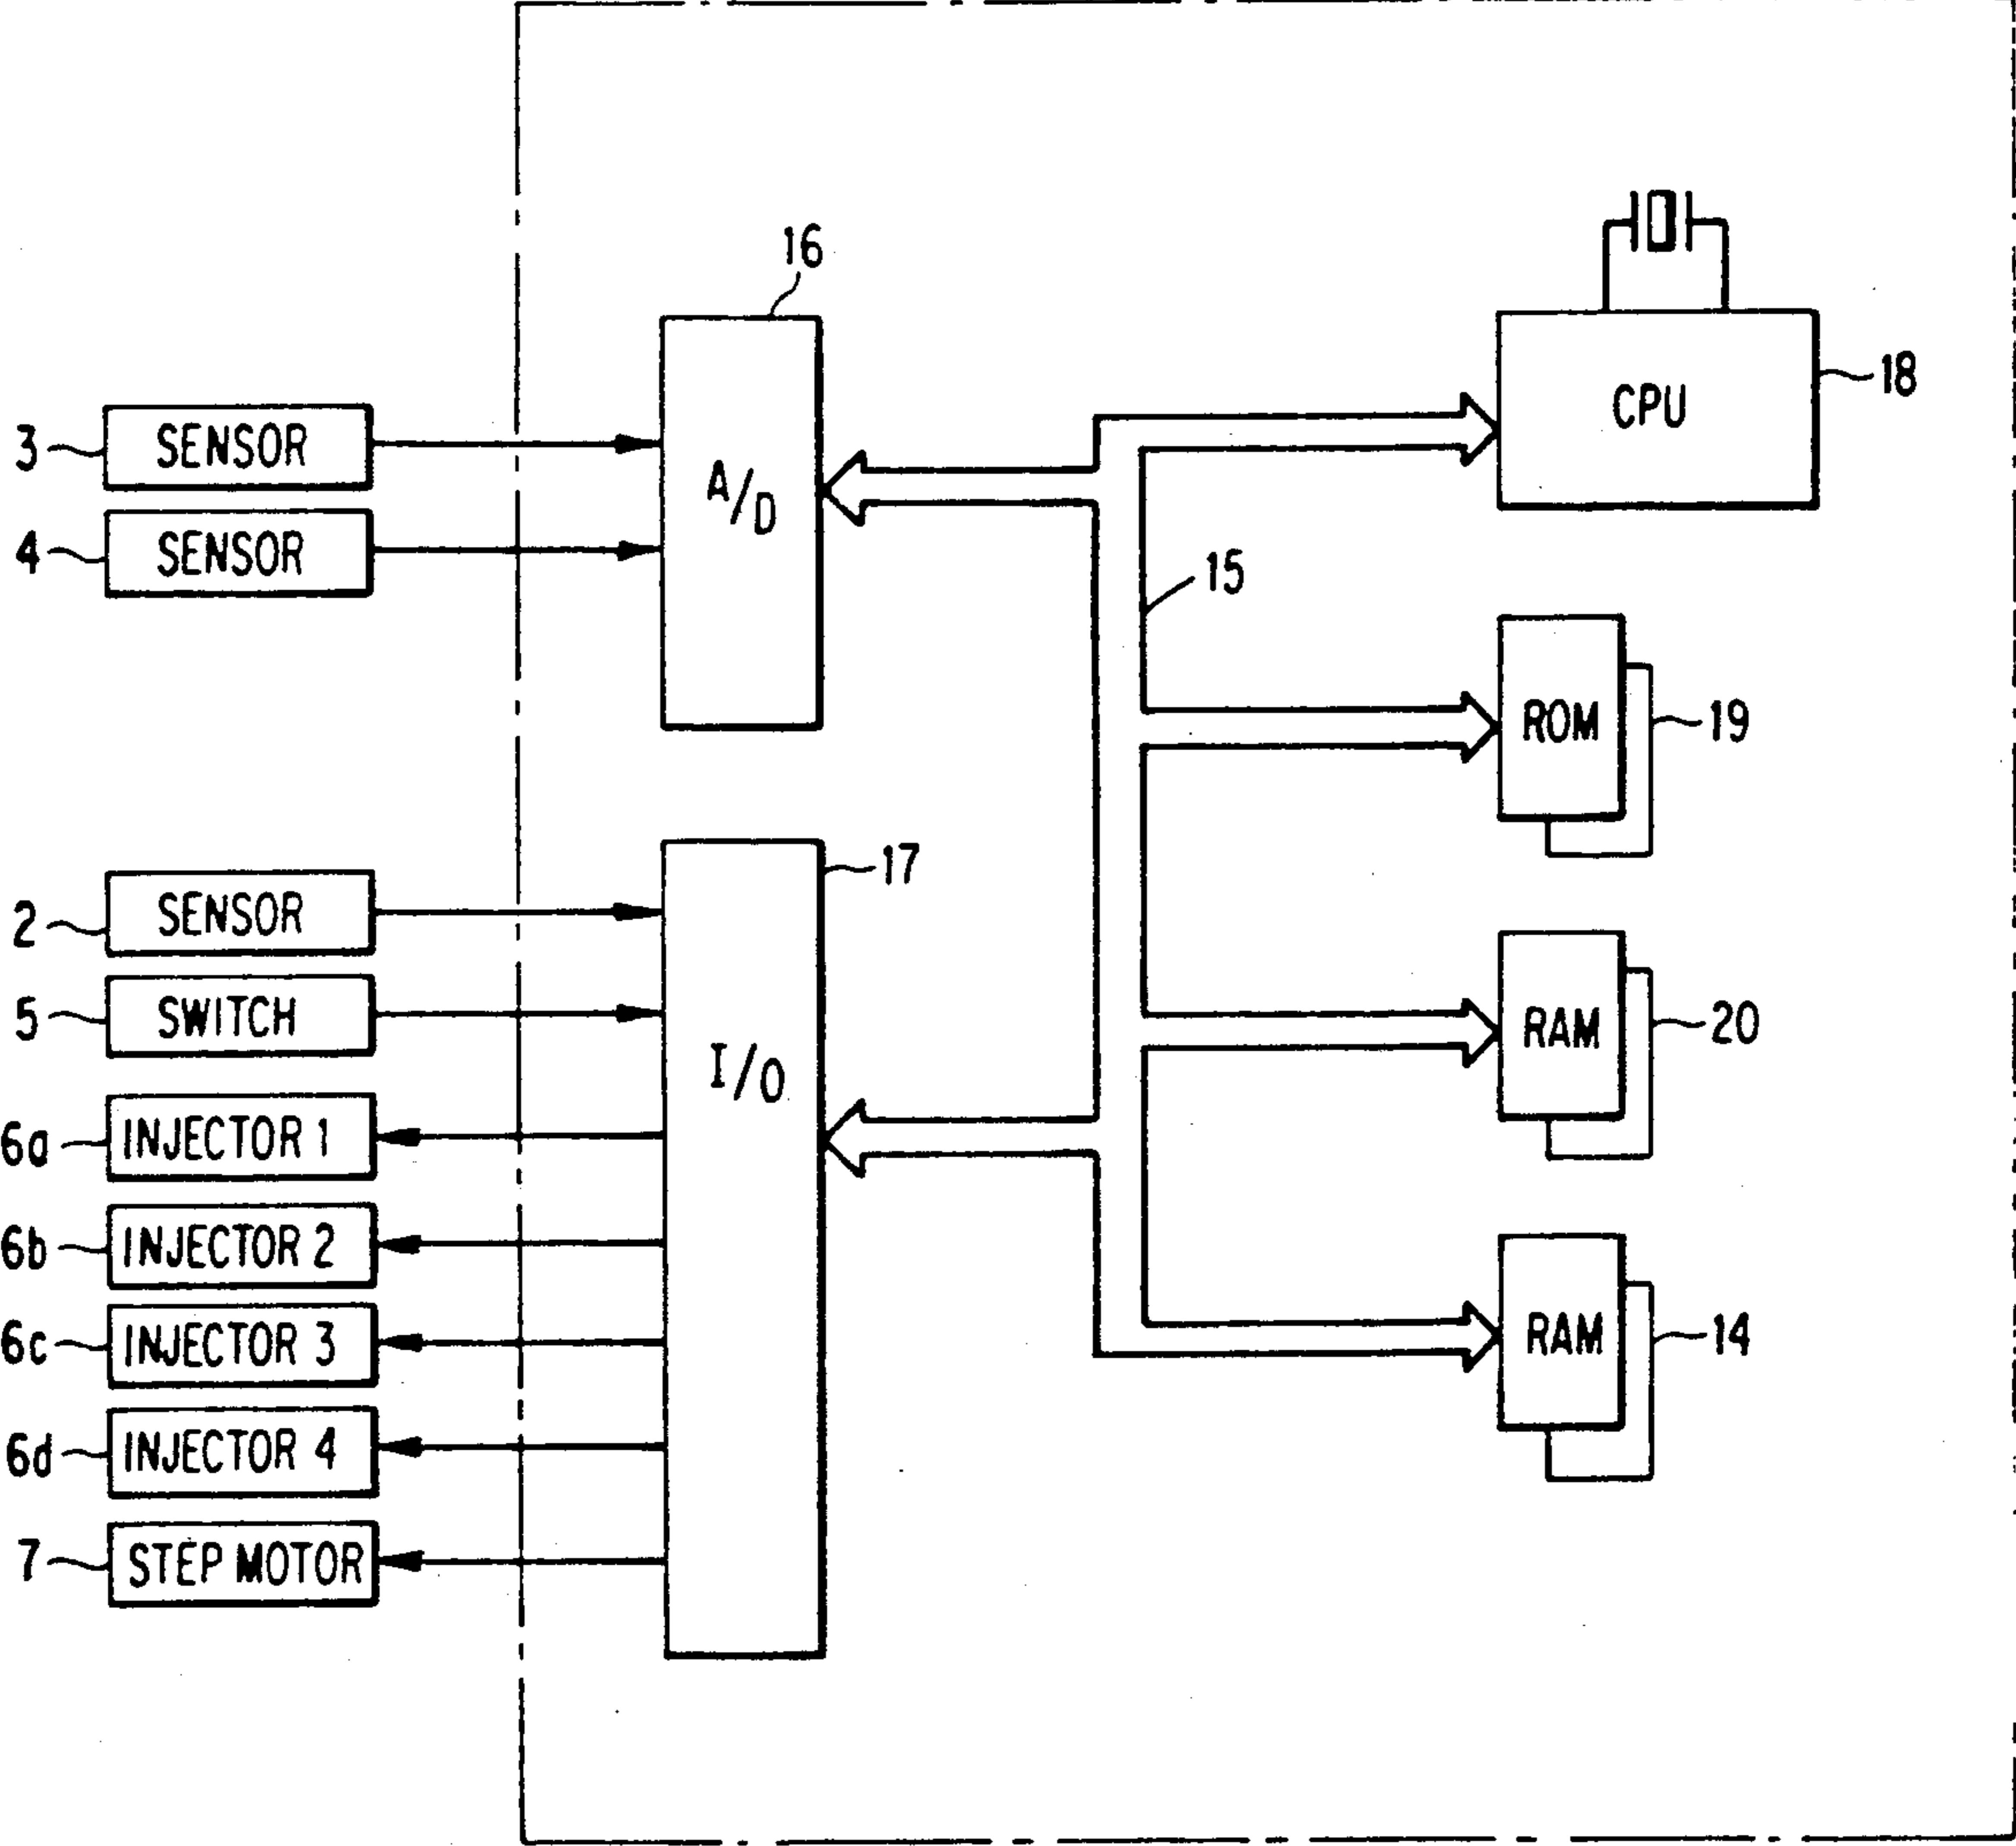 16
3 SENSOR
4 SENSOR
A/D
CPU
18
15
ROM
19
17
2 SENSOR
5 SWITCH
I/O
RAM
20
6a INJECTOR 1
6b INJECTOR 2
6c INJECTOR 3
6d INJECTOR 4
RAM
14
7 STEP MOTOR